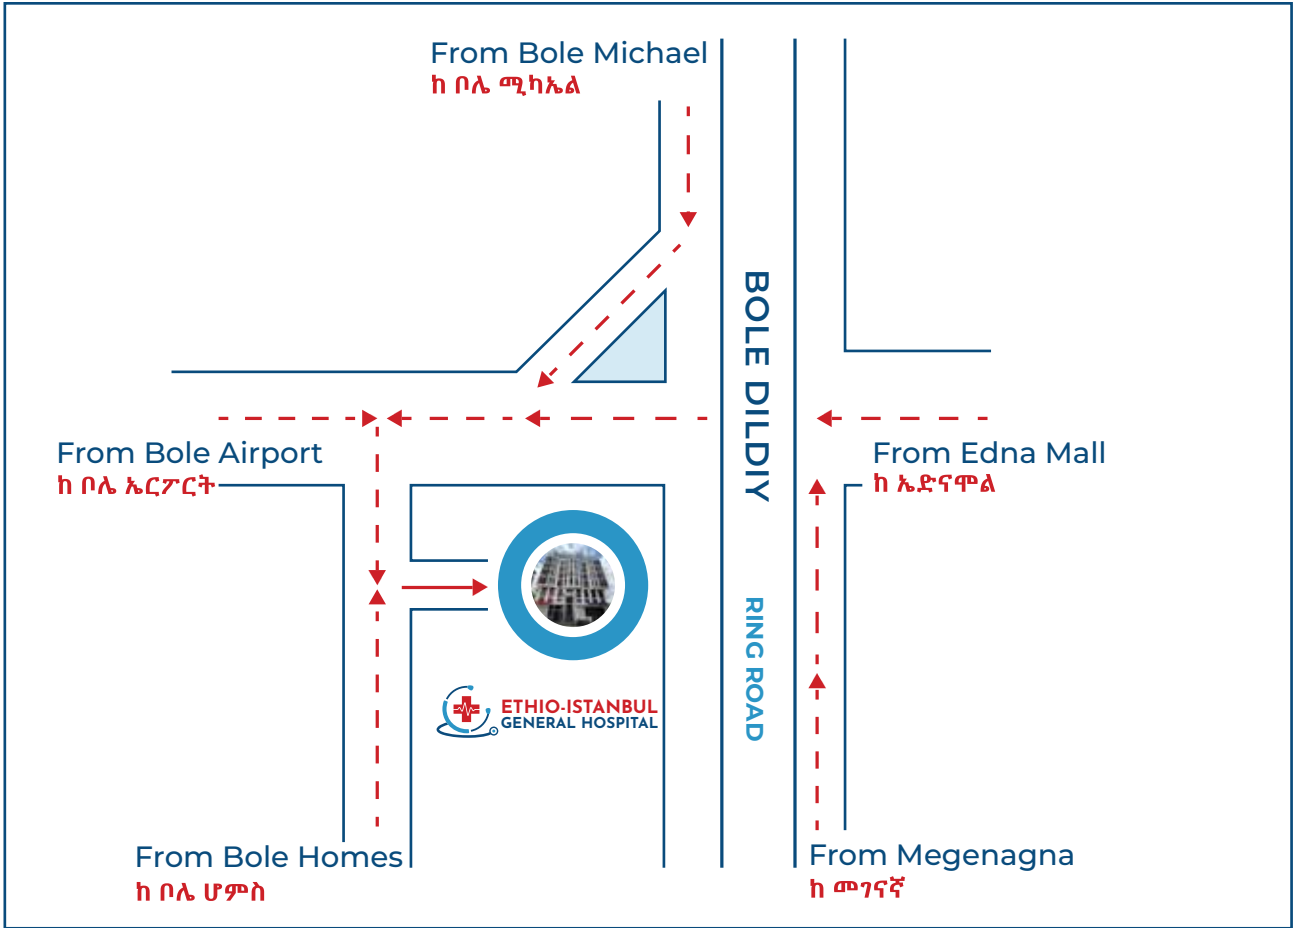 From Bole Michael
ከ ቦሌ ሚካኤል
BOLE DILDIY
From Bole Airport
ከ ቦሌ ኤርፖርት
From Edna Mall
ከ ኤድናሞል
RING ROAD
ETHIO-ISTANBUL
GENERAL HOSPITAL
From Bole Homes
ከ ቦሌ ሆምስ
From Megenagna
ከ መገናኛ